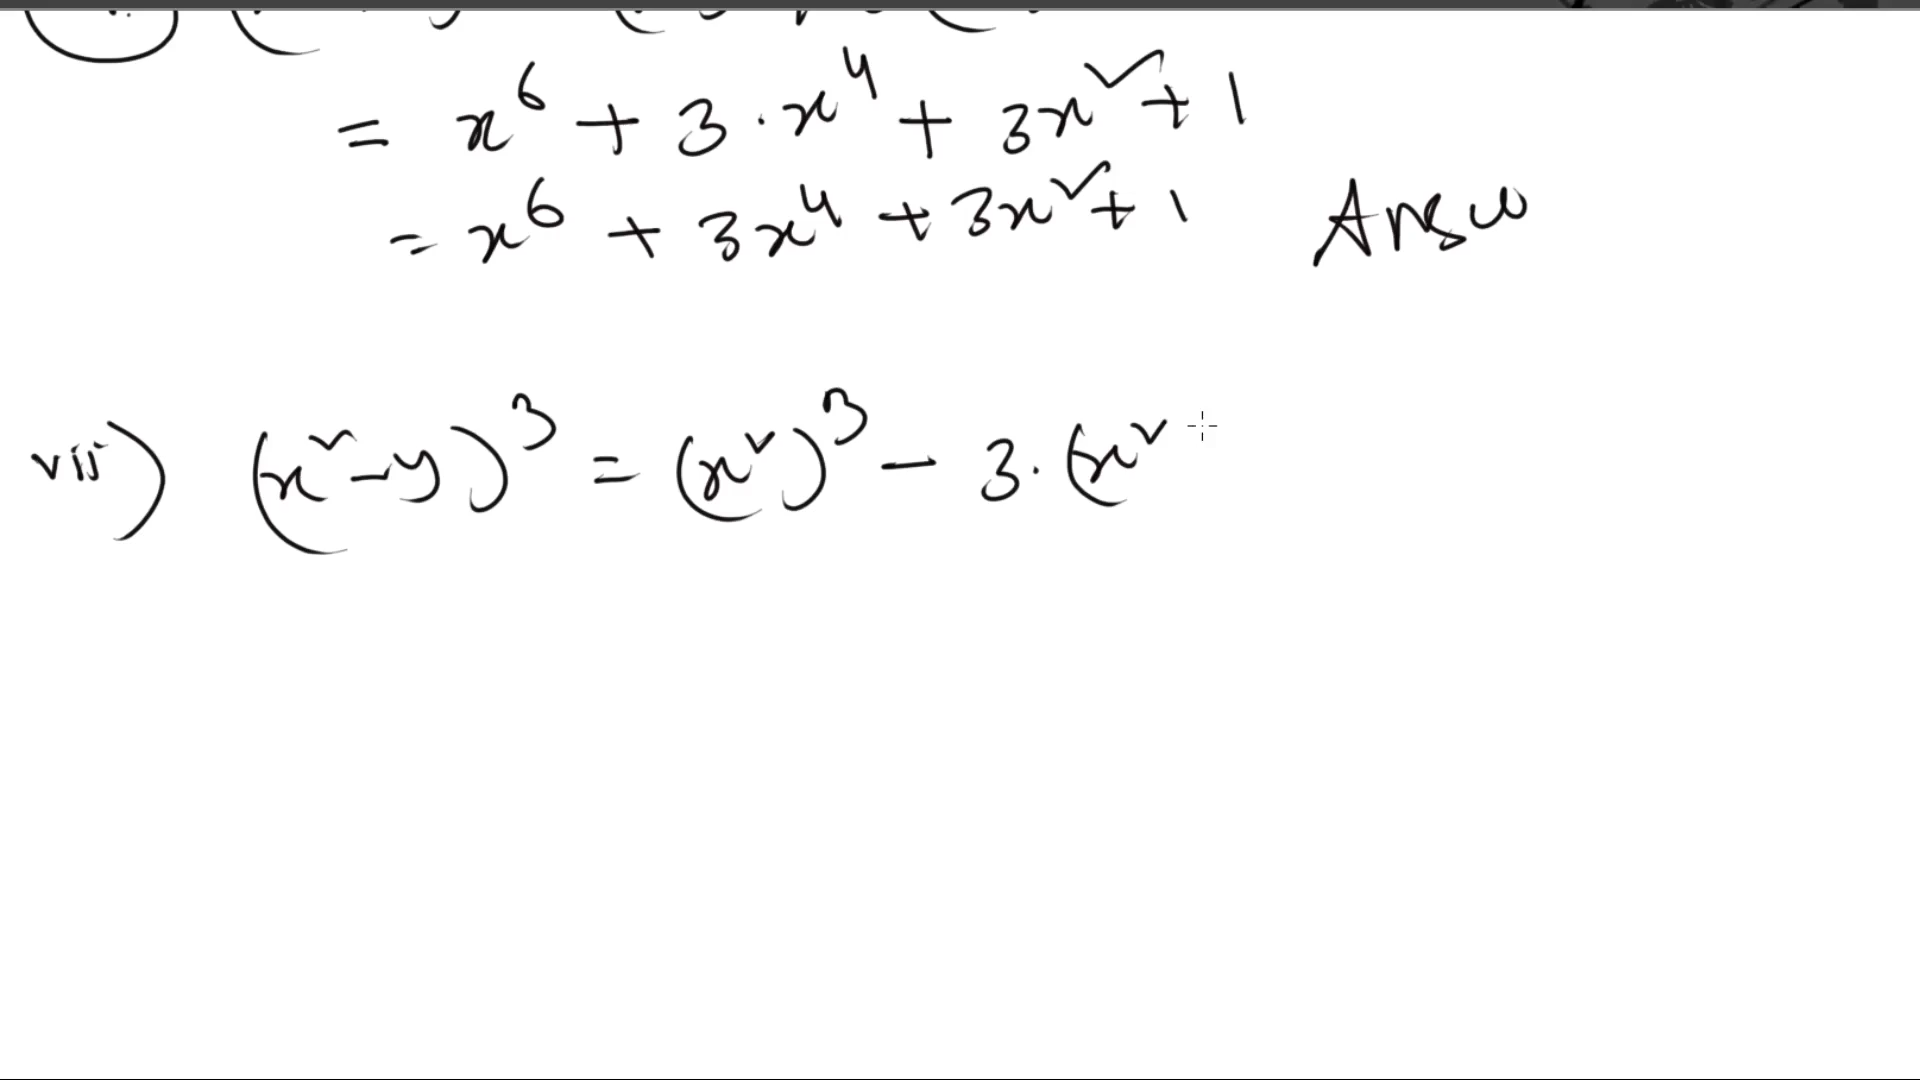 = x⁶ + 3·x⁴ + 3x² + 1
= x⁶ + 3x⁴ + 3x² + 1 Answ
vii) (x²-y)³ = (x²)³ - 3·(x²